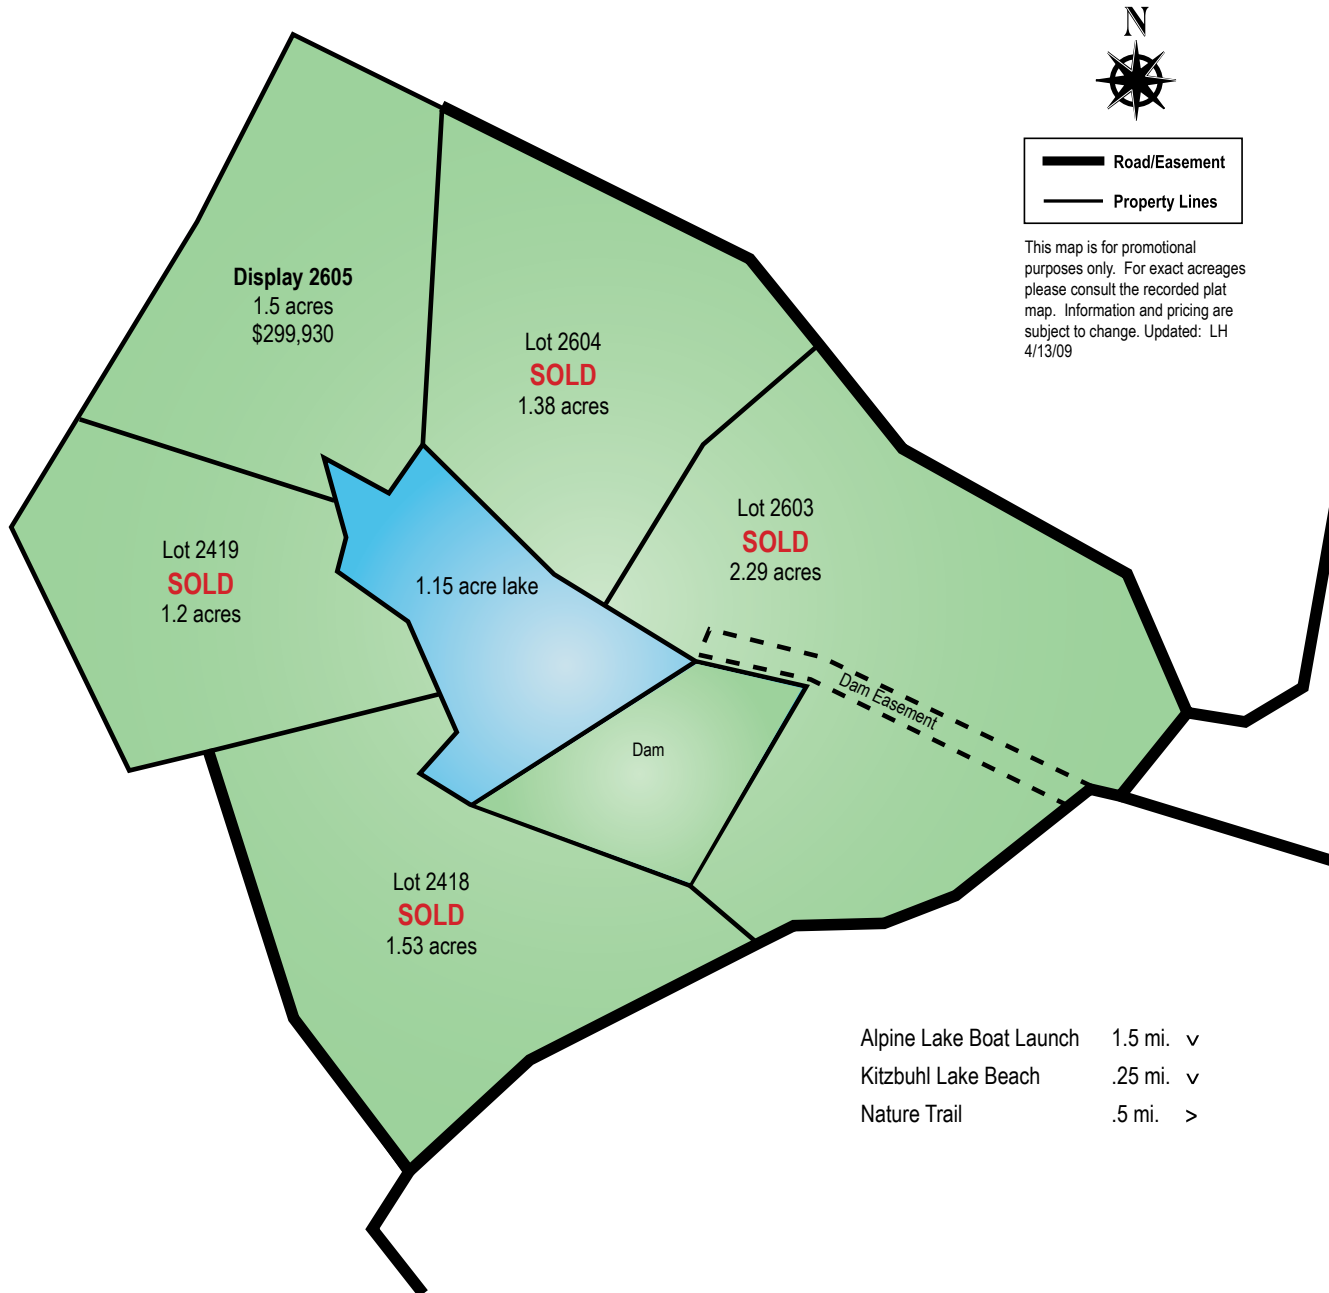 N
Road/Easement
Property Lines
This map is for promotional
purposes only.  For exact acreages
please consult the recorded plat
map.  Information and pricing are
subject to change. Updated:  LH
4/13/09
Display 2605
1.5 acres
$299,930
Lot 2604
SOLD
1.38 acres
Lot 2603
SOLD
2.29 acres
Lot 2419
SOLD
1.2 acres
1.15 acre lake
Dam Easement
Dam
Lot 2418
SOLD
1.53 acres
Alpine Lake Boat Launch 1.5 mi. v
Kitzbuhl Lake Beach .25 mi. v
Nature Trail .5 mi. >